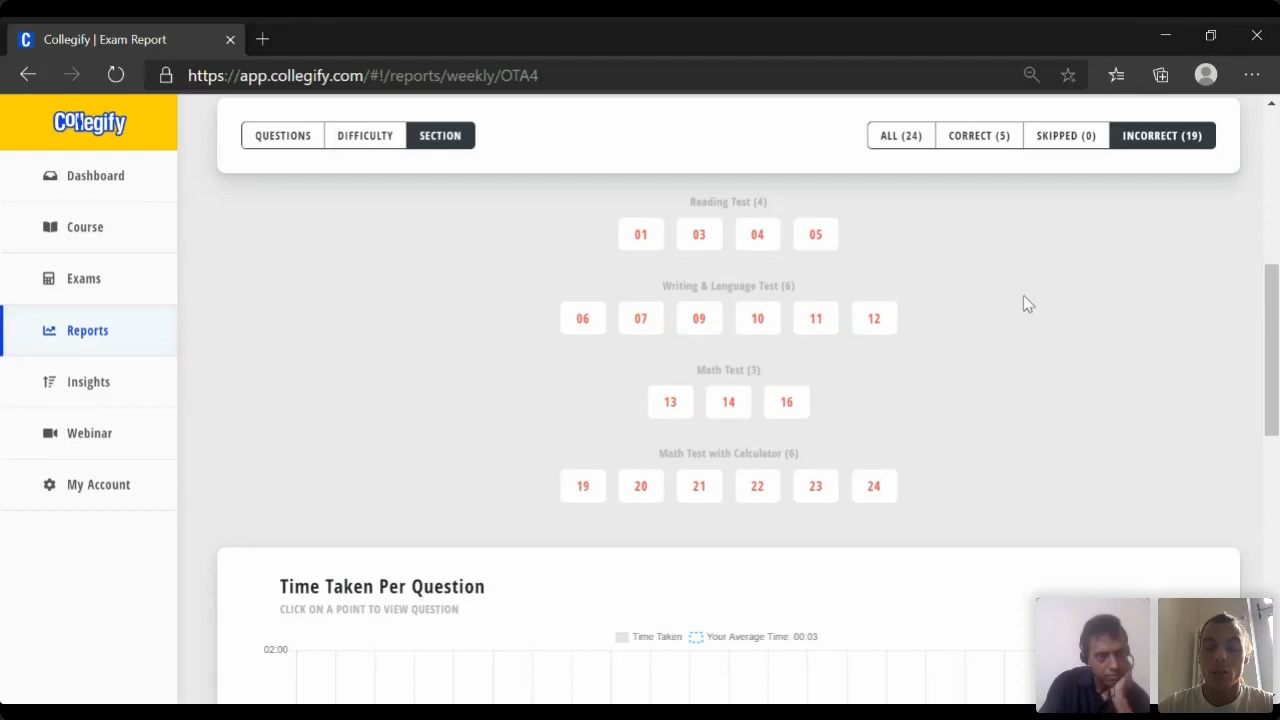 Collegify | Exam Report
https://app.collegify.com/#!/reports/weekly/OTA4
Collegify
Dashboard
Course
Exams
Reports
Insights
Webinar
My Account
QUESTIONS DIFFICULTY SECTION
ALL (24) CORRECT (5) SKIPPED (0) INCORRECT (19)
Reading Test (4)
01 03 04 05
Writing & Language Test (6)
06 07 09 10 11 12
Math Test (3)
13 14 16
Math Test with Calculator (6)
19 20 21 22 23 24
Time Taken Per Question
CLICK ON A POINT TO VIEW QUESTION
Time Taken Your Average Time: 00:03
02:00